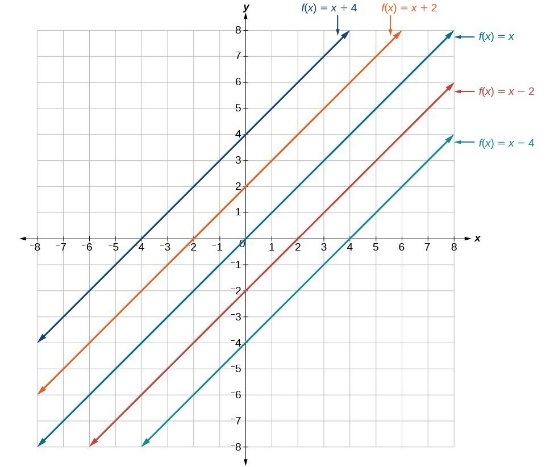 y
f(x) = x + 4
f(x) = x + 2
8
f(x) = x
7
6
f(x) = x − 2
5
4
f(x) = x − 4
3
2
1
−8 −7 −6 −5 −4 −3 −2 −1 0 1 2 3 4 5 6 7 8 x
−1
−2
−3
−4
−5
−6
−7
−8